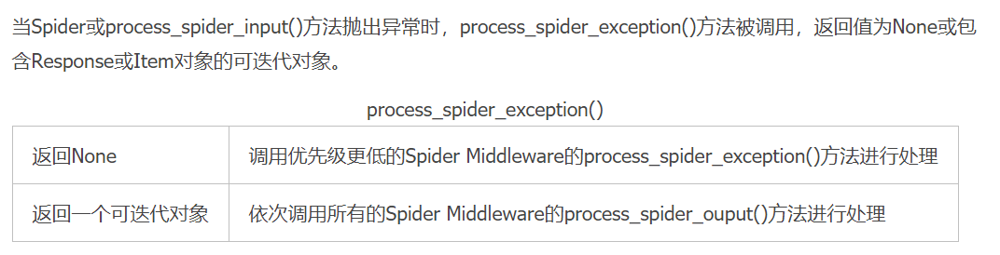 当Spider或process_spider_input()方法抛出异常时，process_spider_exception()方法被调用，返回值为None或包
含Response或Item对象的可迭代对象。
process_spider_exception()
返回None
调用优先级更低的Spider Middleware的process_spider_exception()方法进行处理
返回一个可迭代对象
依次调用所有的Spider Middleware的process_spider_ouput()方法进行处理